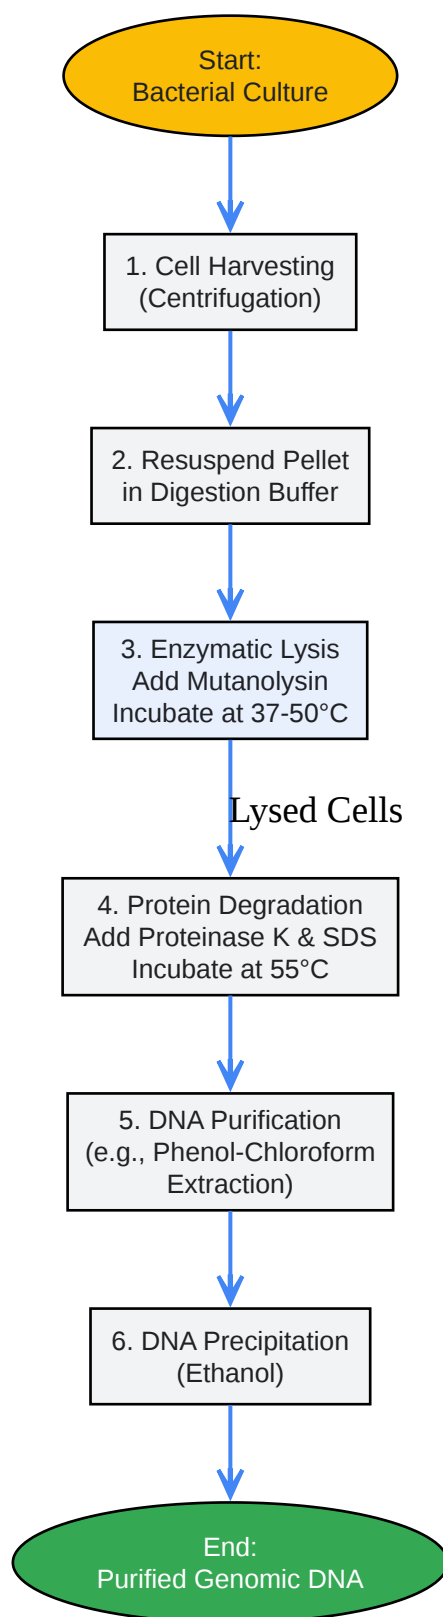 Start:
Bacterial Culture
1. Cell Harvesting
(Centrifugation)
2. Resuspend Pellet
in Digestion Buffer
3. Enzymatic Lysis
Add Mutanolysin
Incubate at 37-50°C
Lysed Cells
4. Protein Degradation
Add Proteinase K & SDS
Incubate at 55°C
5. DNA Purification
(e.g., Phenol-Chloroform
Extraction)
6. DNA Precipitation
(Ethanol)
End:
Purified Genomic DNA